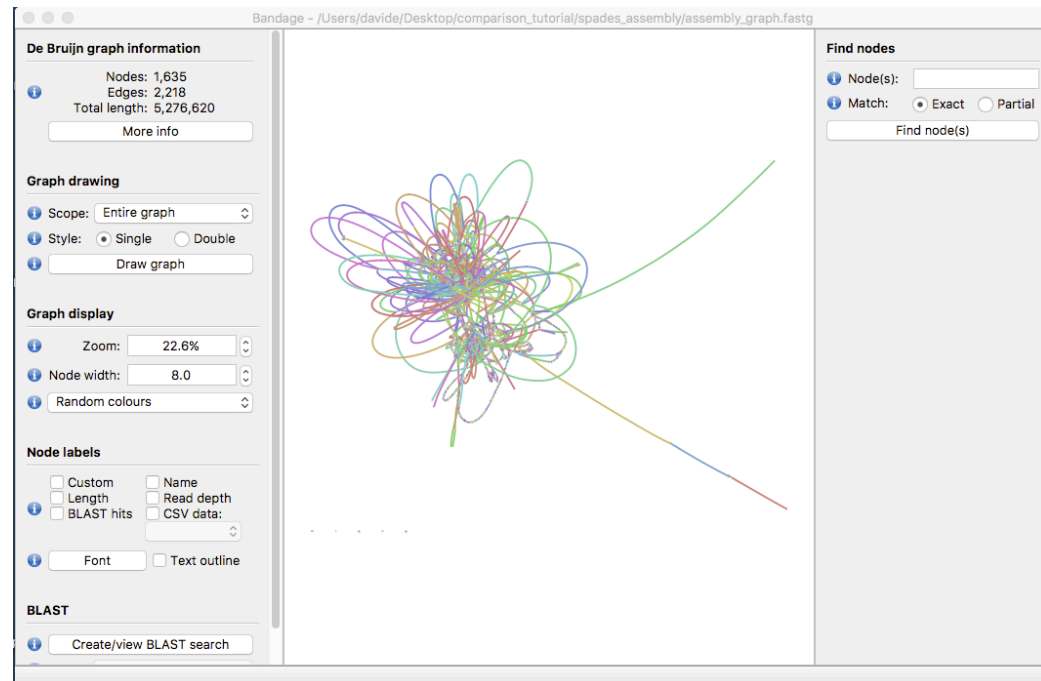 Bandage - /Users/davide/Desktop/comparison_tutorial/spades_assembly/assembly_graph.fastg
De Bruijn graph information
Nodes: 1,635
Edges: 2,218
Total length: 5,276,620
More info
Graph drawing
Scope: Entire graph
Style: Single Double
Draw graph
Graph display
Zoom: 22.6%
Node width: 8.0
Random colours
Node labels
Custom Name
Length Read depth
BLAST hits CSV data:
Font Text outline
BLAST
Create/view BLAST search
Find nodes
Node(s):
Match: Exact Partial
Find node(s)